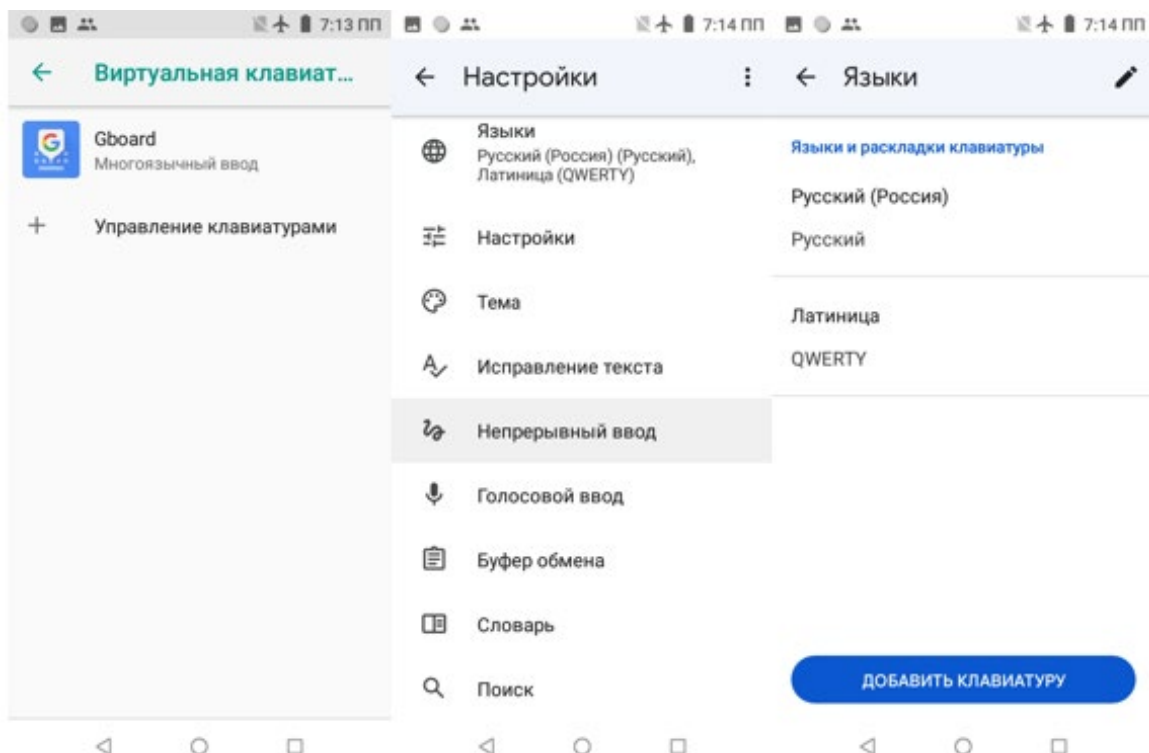 7:13 ПП
Виртуальная клавиат...
Gboard
Многоязычный ввод
Управление клавиатурами
7:14 ПП
Настройки
Языки
Русский (Россия) (Русский),
Латиница (QWERTY)
Настройки
Тема
Исправление текста
Непрерывный ввод
Голосовой ввод
Буфер обмена
Словарь
Поиск
7:14 ПП
Языки
Языки и раскладки клавиатуры
Русский (Россия)
Русский
Латиница
QWERTY
ДОБАВИТЬ КЛАВИАТУРУ